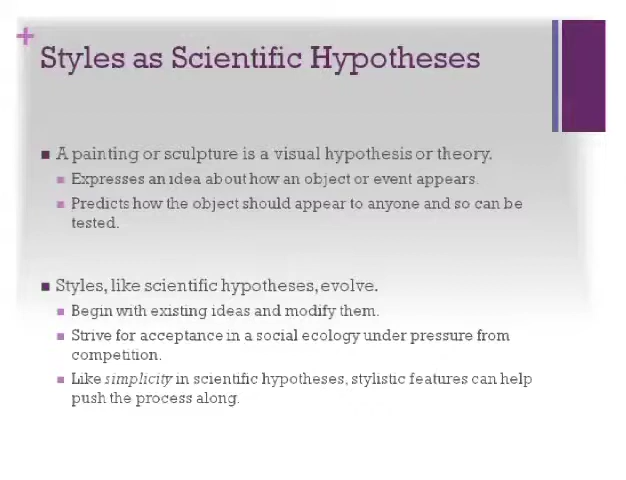 +
Styles as Scientific Hypotheses
■ A painting or sculpture is a visual hypothesis or theory.
■ Expresses an idea about how an object or event appears.
■ Predicts how the object should appear to anyone and so can be
tested.
■ Styles, like scientific hypotheses, evolve.
■ Begin with existing ideas and modify them.
■ Strive for acceptance in a social ecology under pressure from
competition.
■ Like simplicity in scientific hypotheses, stylistic features can help
push the process along.